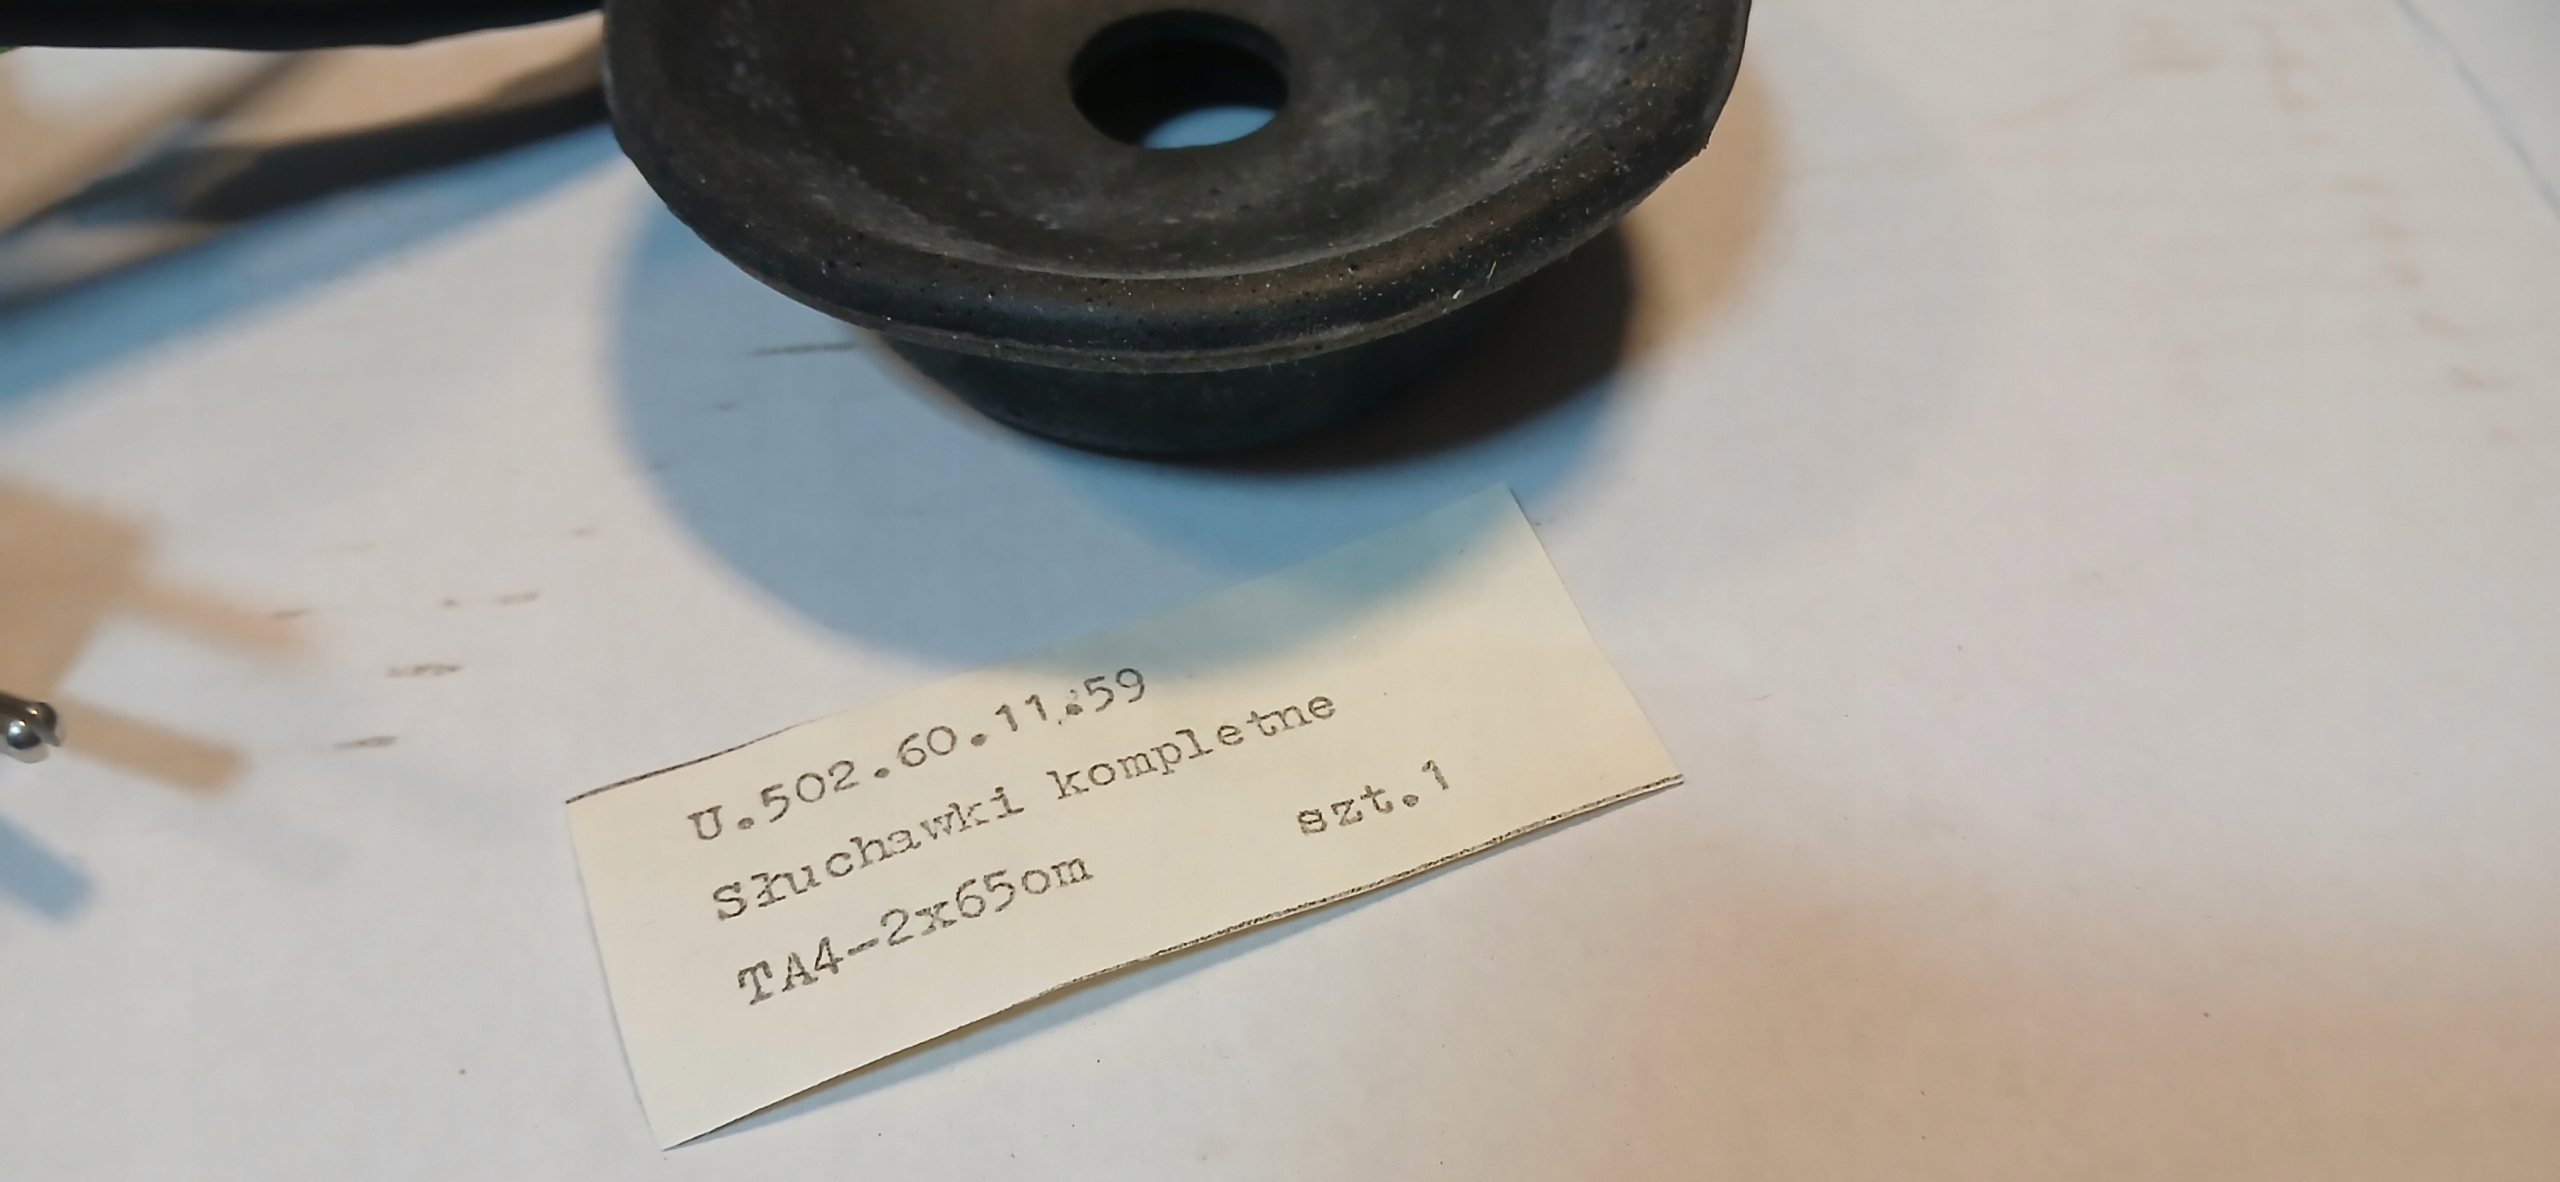 U.502.60.11.59
Słuchawki kompletne
szt.1
TA4-2x65om